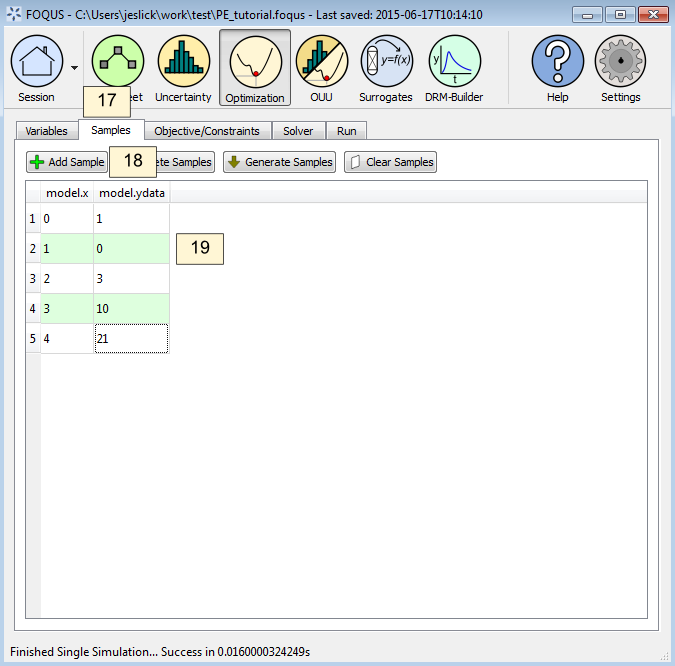 FOQUS - C:\Users\jeslick\work\test\PE_tutorial.foqus - Last saved: 2015-06-17T10:14:10
y=f(x)
y
t
Session
et
Uncertainty
Optimization
OUU
Surrogates
DRM-Builder
Help
Settings
17
Variables
Samples
Objective/Constraints
Solver
Run
Add Sample
18
ete Samples
Generate Samples
Clear Samples
model.x model.ydata
1 0 1
2 1 0
19
3 2 3
4 3 10
5 4 21
Finished Single Simulation... Success in 0.0160000324249s